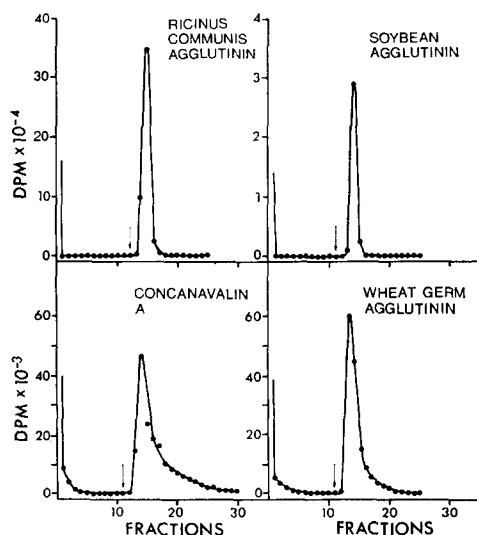 RICINUS
COMMUNIS
AGGLUTININ
SOYBEAN
AGGLUTININ
DPM x 10-4
40
30
20
10
0
4
3
2
1
0
CONCANAVALIN
A
WHEAT GERM
AGGLUTININ
DPM x 10-3
60
40
20
0
60
40
20
0
10
20
30
10
20
30
FRACTIONS
FRACTIONS